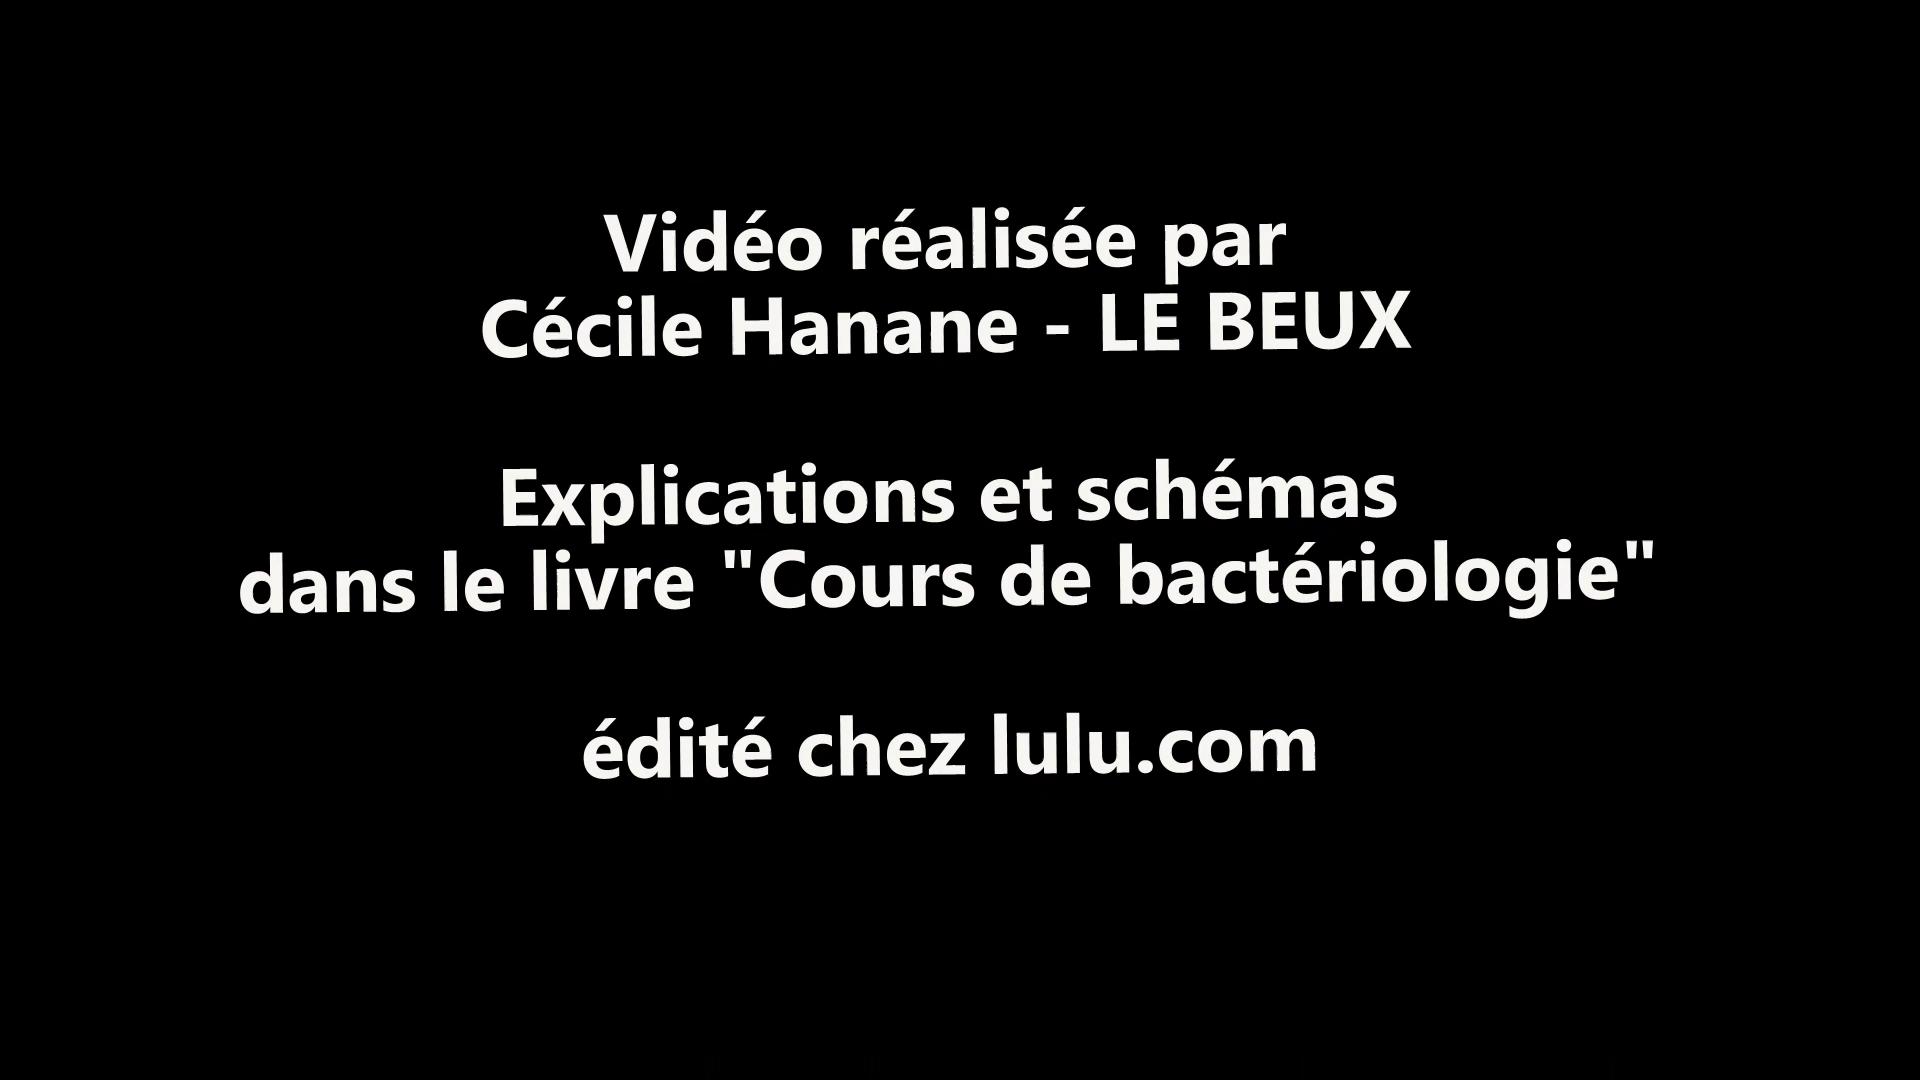 Vidéo réalisée par
Cécile Hanane - LE BEUX
Explications et schémas
dans le livre "Cours de bactériologie"
édité chez lulu.com